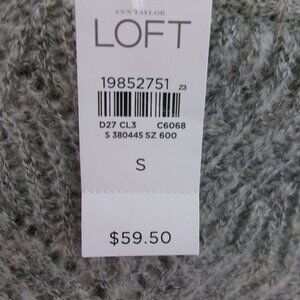 ANN TAYLOR
LOFT
19852751 Z3
D27 CL3 C6068
S 380445 SZ 600
S
$59.50